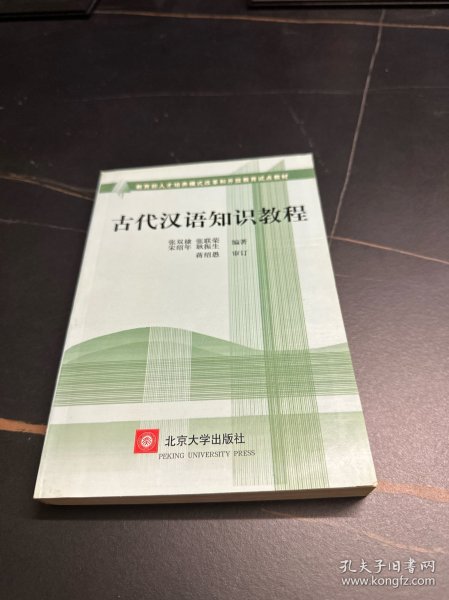 教育部人才培养模式改革和开放教育试点教材
古代汉语知识教程
张双棣 张联荣 编著
宋绍年 耿振生
蒋绍愚 审订
北京大学出版社
PEKING UNIVERSITY PRESS
孔夫子旧书网
www.kongfz.com